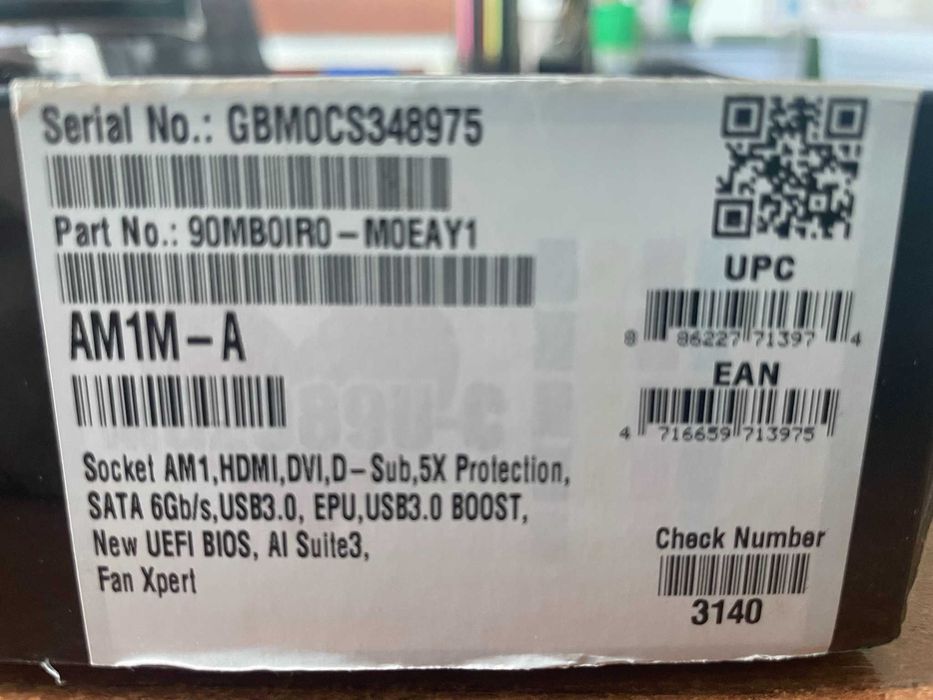 Serial No.: GBM0CS348975
Part No.: 90MB0IR0-M0EAY1
AM1M-A
Socket AM1,HDMI,DVI,D-Sub,5X Protection,
SATA 6Gb/s,USB3.0, EPU,USB3.0 BOOST,
New UEFI BIOS, AI Suite3,
Fan Xpert
UPC
8 86227 71397 4
EAN
4 716659 713975
Check Number
3140